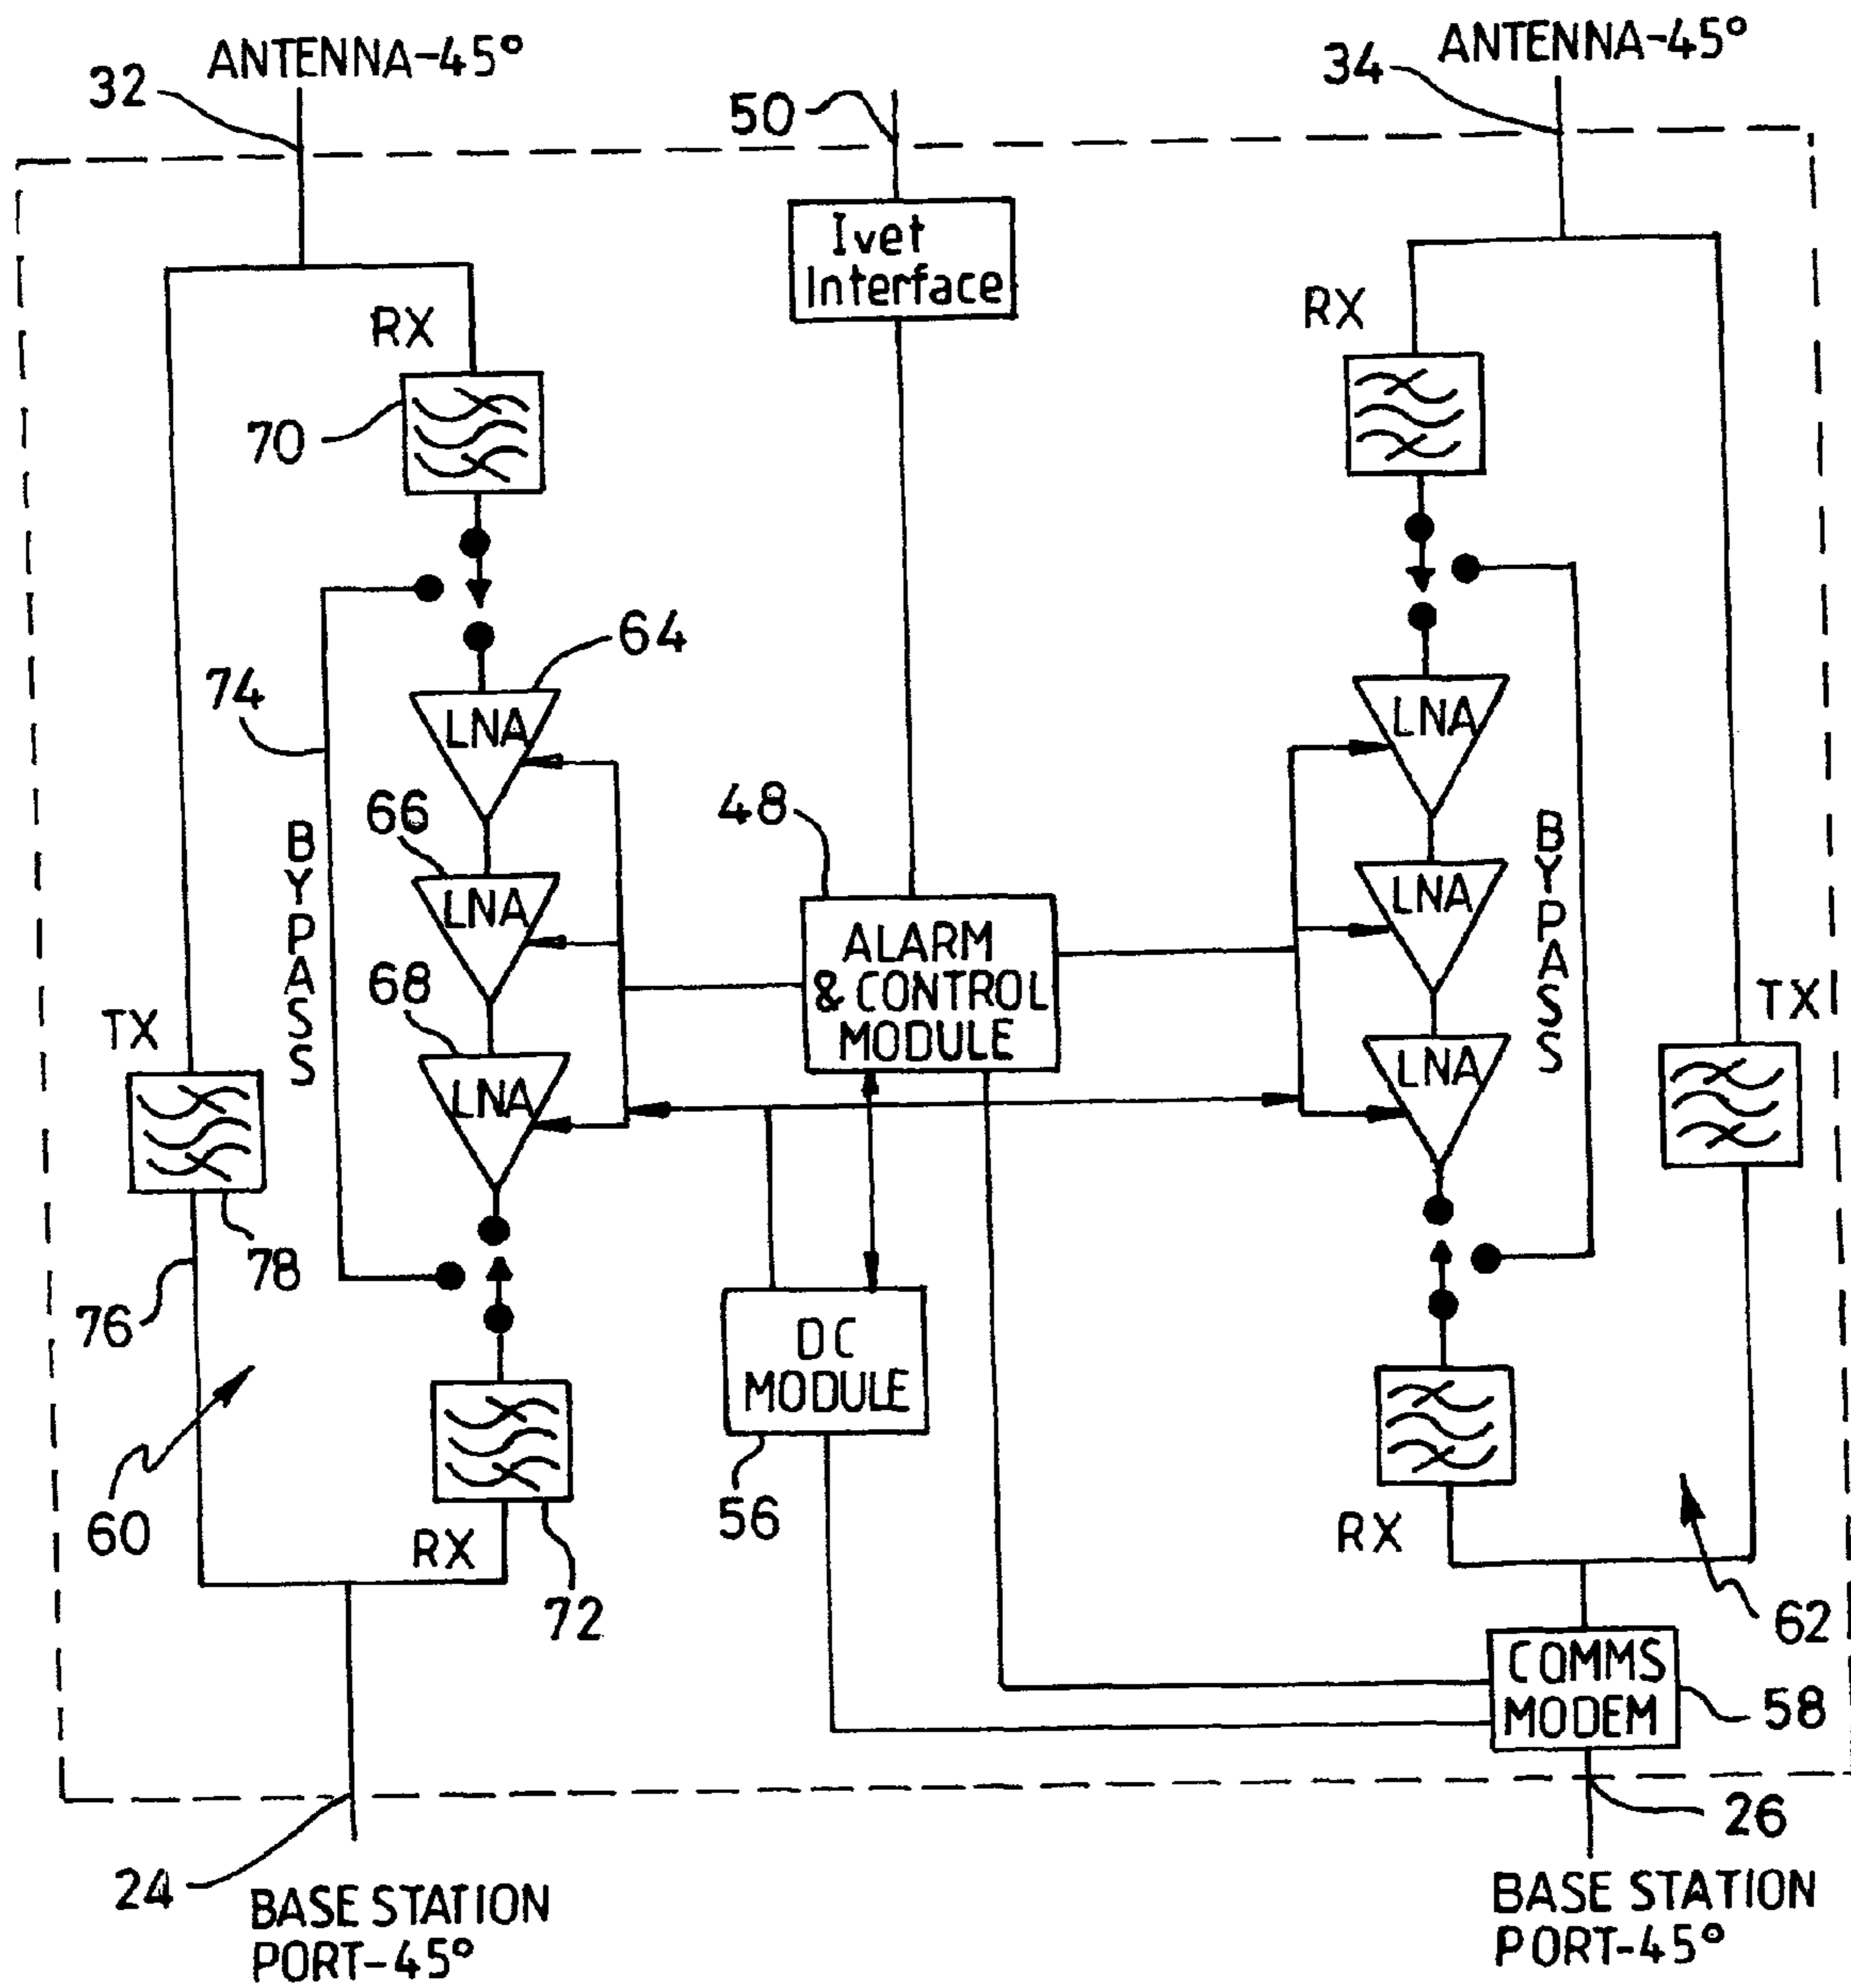 ANTENNA-45°
ANTENNA-45°
32
50
34
Ivet
Interface
RX
RX
70
64
74
LNA
LNA
66
48
BYPASS
BYPASS
LNA
LNA
ALARM
& CONTROL
MODULE
68
TX
TX
LNA
LNA
78
76
DC
MODULE
60
56
RX
RX
72
62
COMMS
MODEM
58
24
26
BASE STATION
PORT-45°
BASE STATION
PORT-45°